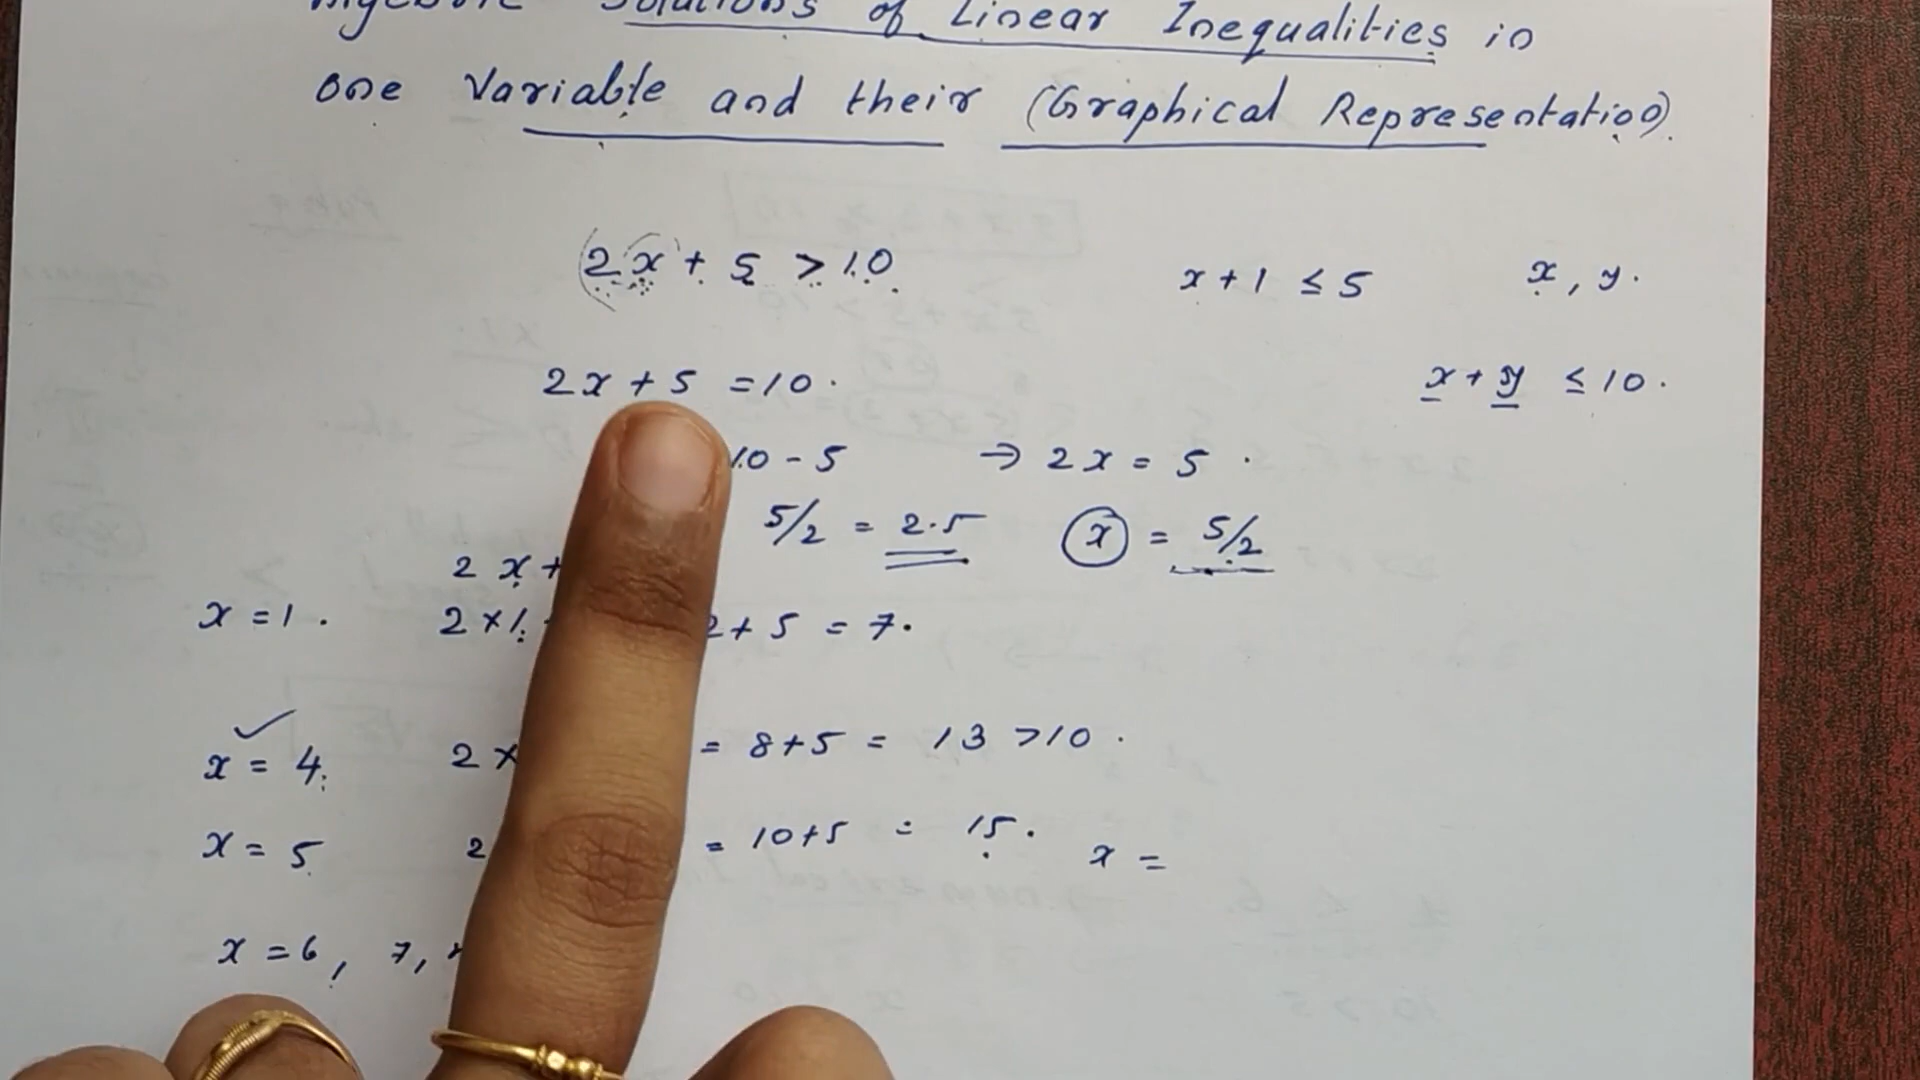 Solutions of Linear Inequalities in
one Variable and their (Graphical Representation).
2x + 5 > 10. x + 1 ≤ 5 x, y.
2x + 5 = 10. x + y ≤ 10.
10 - 5 → 2x = 5.
5/2 = 2.5 x = 5/2
2x +
x = 1. 2 × 1 2 + 5 = 7.
✓
x = 4. 2 × = 8 + 5 = 13 > 10.
x = 5 2 = 10 + 5 = 15. x =
x = 6, 7,